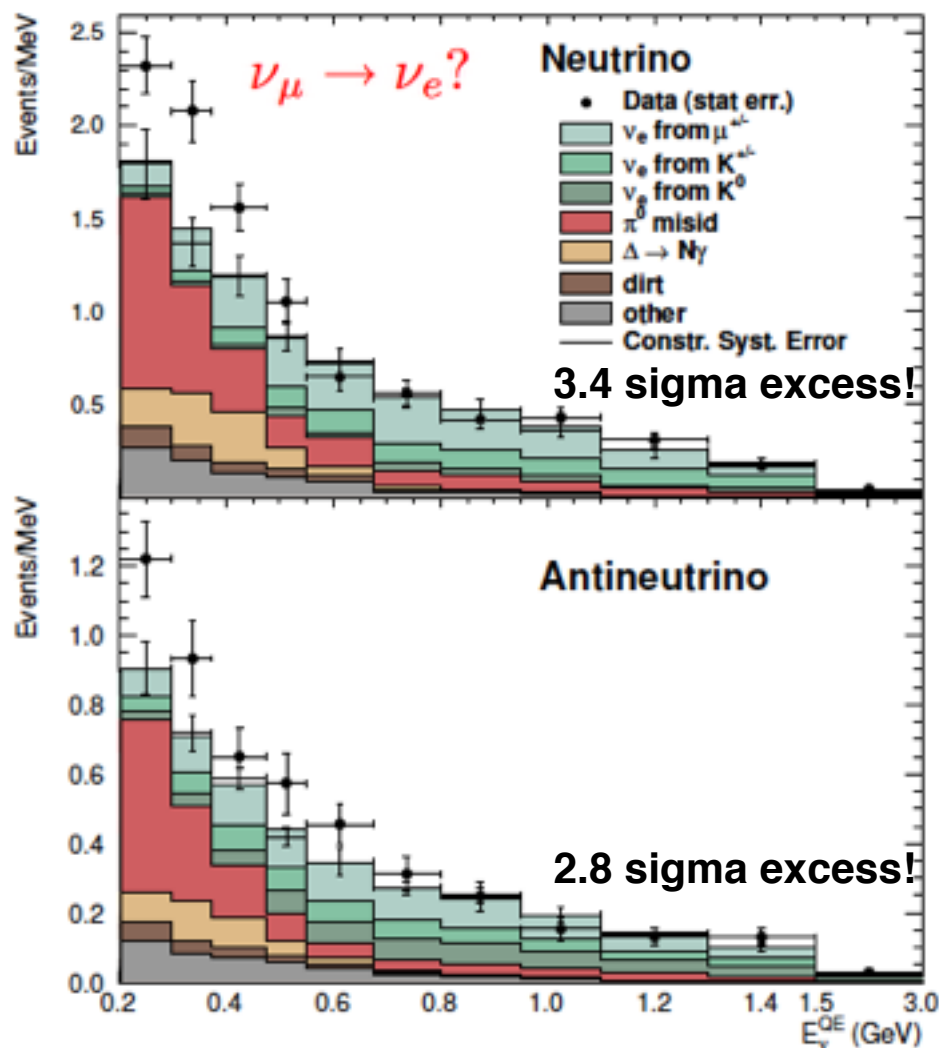 Events/MeV
2.5
2.0
1.5
1.0
0.5
νμ → νe?
Neutrino
Data (stat err.)
νe from μ+/-
νe from K+/-
νe from K0
π0 misid
Δ → Nγ
dirt
other
Constr. Syst. Error
3.4 sigma excess!
Events/MeV
1.2
1.0
0.8
0.6
0.4
0.2
0.0
Antineutrino
2.8 sigma excess!
0.2 0.4 0.6 0.8 1.0 1.2 1.4 1.5 3.0
EνQE (GeV)